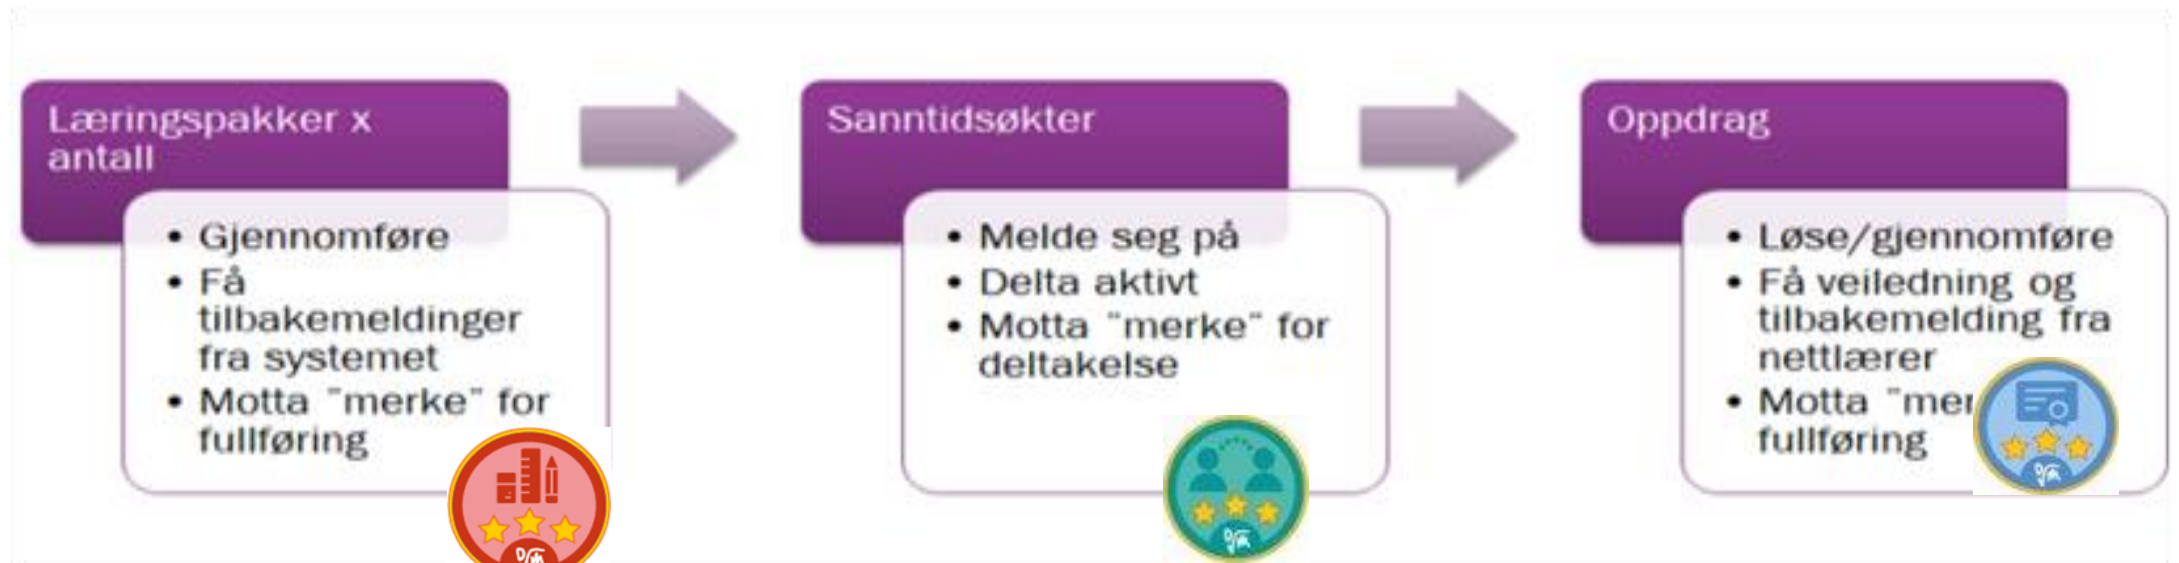 Læringspakker x
antall
• Gjennomføre
• Få
tilbakemeldinger
fra systemet
• Motta ¨merke¨ for
fullføring
Sanntidsøkter
• Melde seg på
• Delta aktivt
• Motta ¨merke¨ for
deltakelse
Oppdrag
• Løse/gjennomføre
• Få veiledning og
tilbakemelding fra
nettlærer
• Motta
fullføring